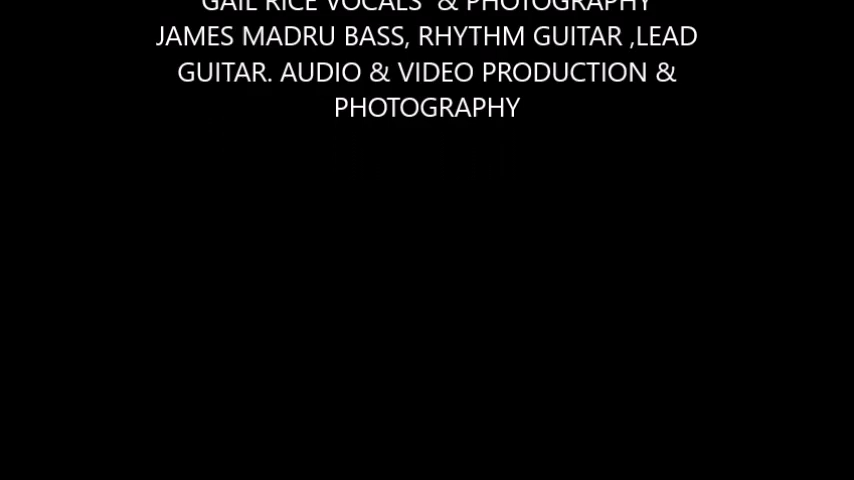 GAIL RICE VOCALS  & PHOTOGRAPHY
JAMES MADRU BASS, RHYTHM GUITAR ,LEAD
GUITAR. AUDIO & VIDEO PRODUCTION &
PHOTOGRAPHY